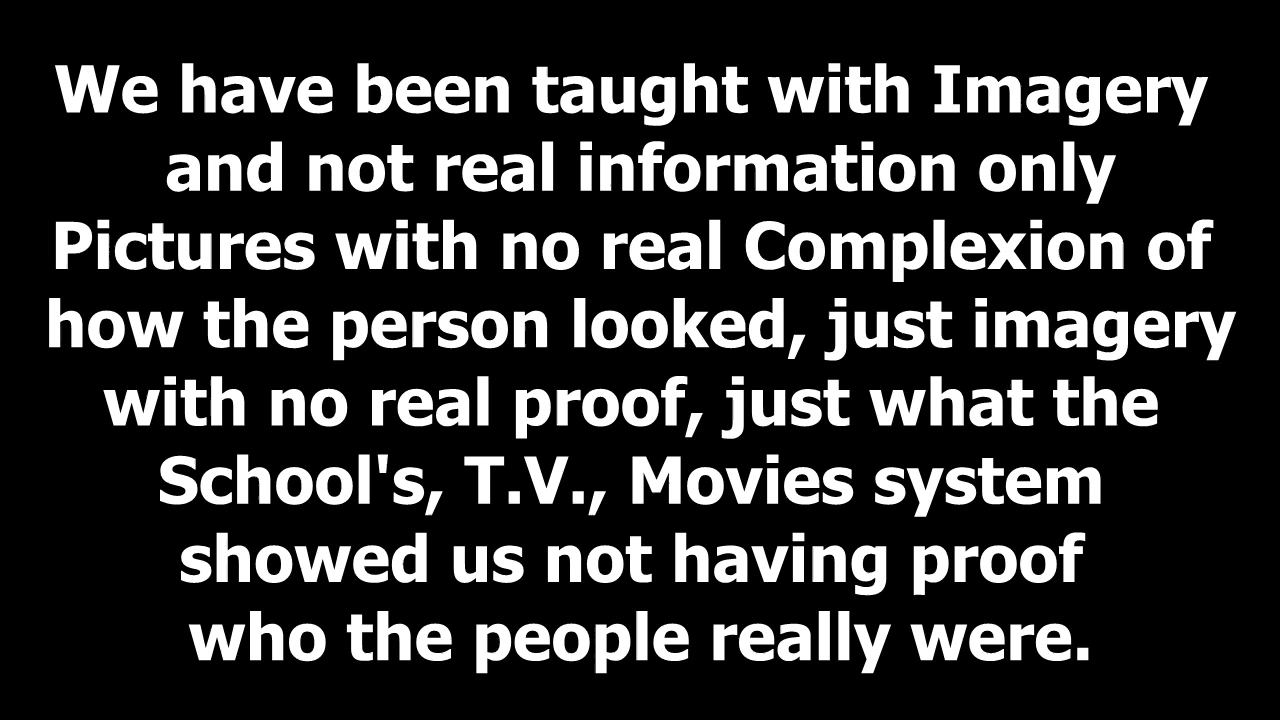 We have been taught with Imagery
and not real information only
Pictures with no real Complexion of
how the person looked, just imagery
with no real proof, just what the
School's, T.V., Movies system
showed us not having proof
who the people really were.